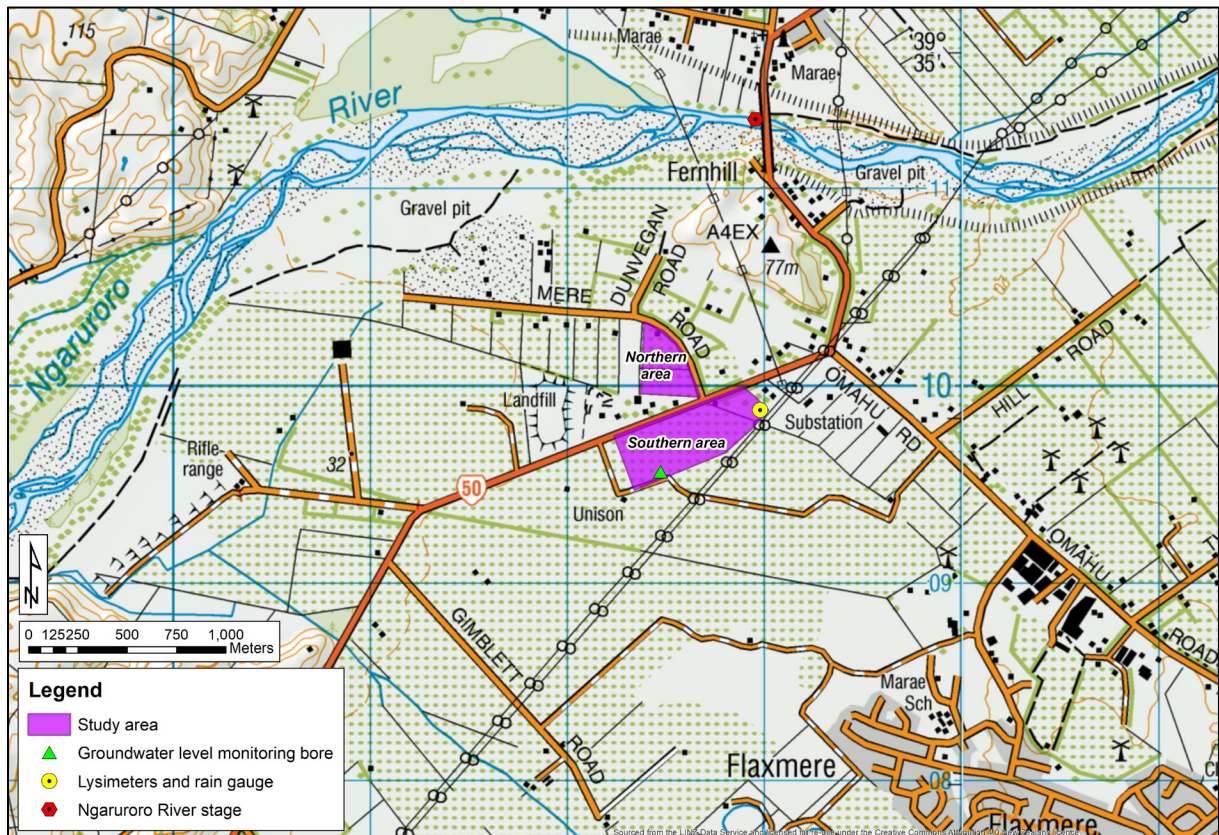 115
Marae
Marae
39°
35'
River
Fernhill
Gravel pit
11
Gravel pit
A4EX
77m
DUNVEGAN
ROAD
MERE
ROAD
Ngaruroro
Northern
area
10
ROAD
HILL
OMAHU
RD
Landfill
Substation
Southern area
Rifle
range
32
50
Unison
OMAHU
ROAD
09
N
0 125 250 500 750 1,000
Meters
GIMBLETT
ROAD
Marae
Sch
Flaxmere
08
Flaxmere
Legend
Study area
Groundwater level monitoring bore
Lysimeters and rain gauge
Ngaruroro River stage